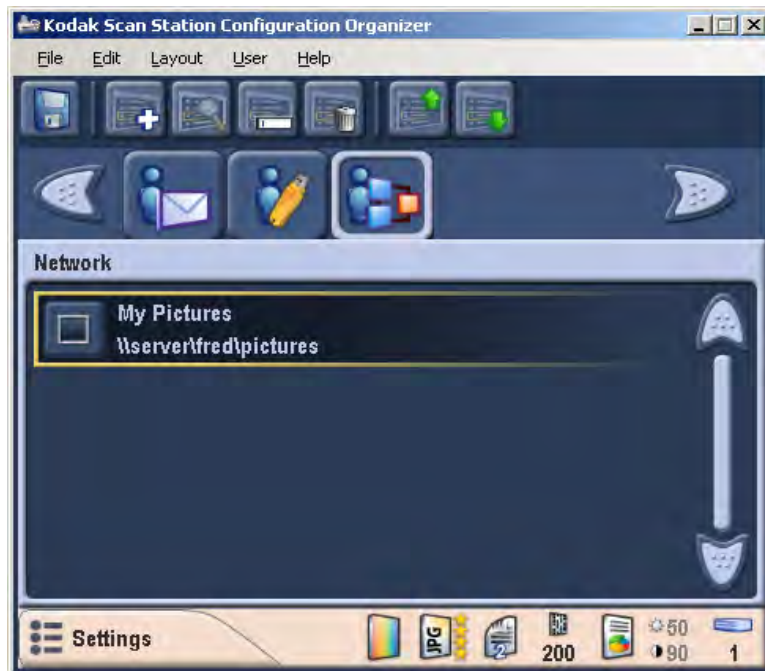 Kodak Scan Station Configuration Organizer
File Edit Layout User Help
Network
My Pictures
\\server\fred\pictures
Settings
JPG
2
200
50
90
1